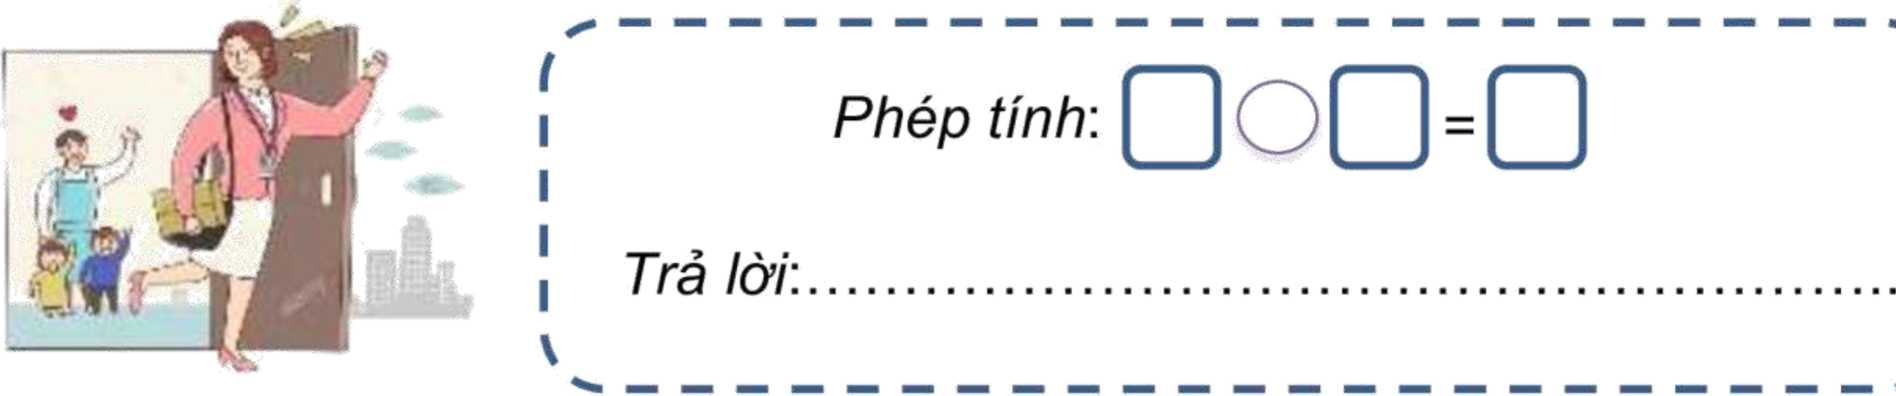 Phép tính: =
Trả lời:........................................................